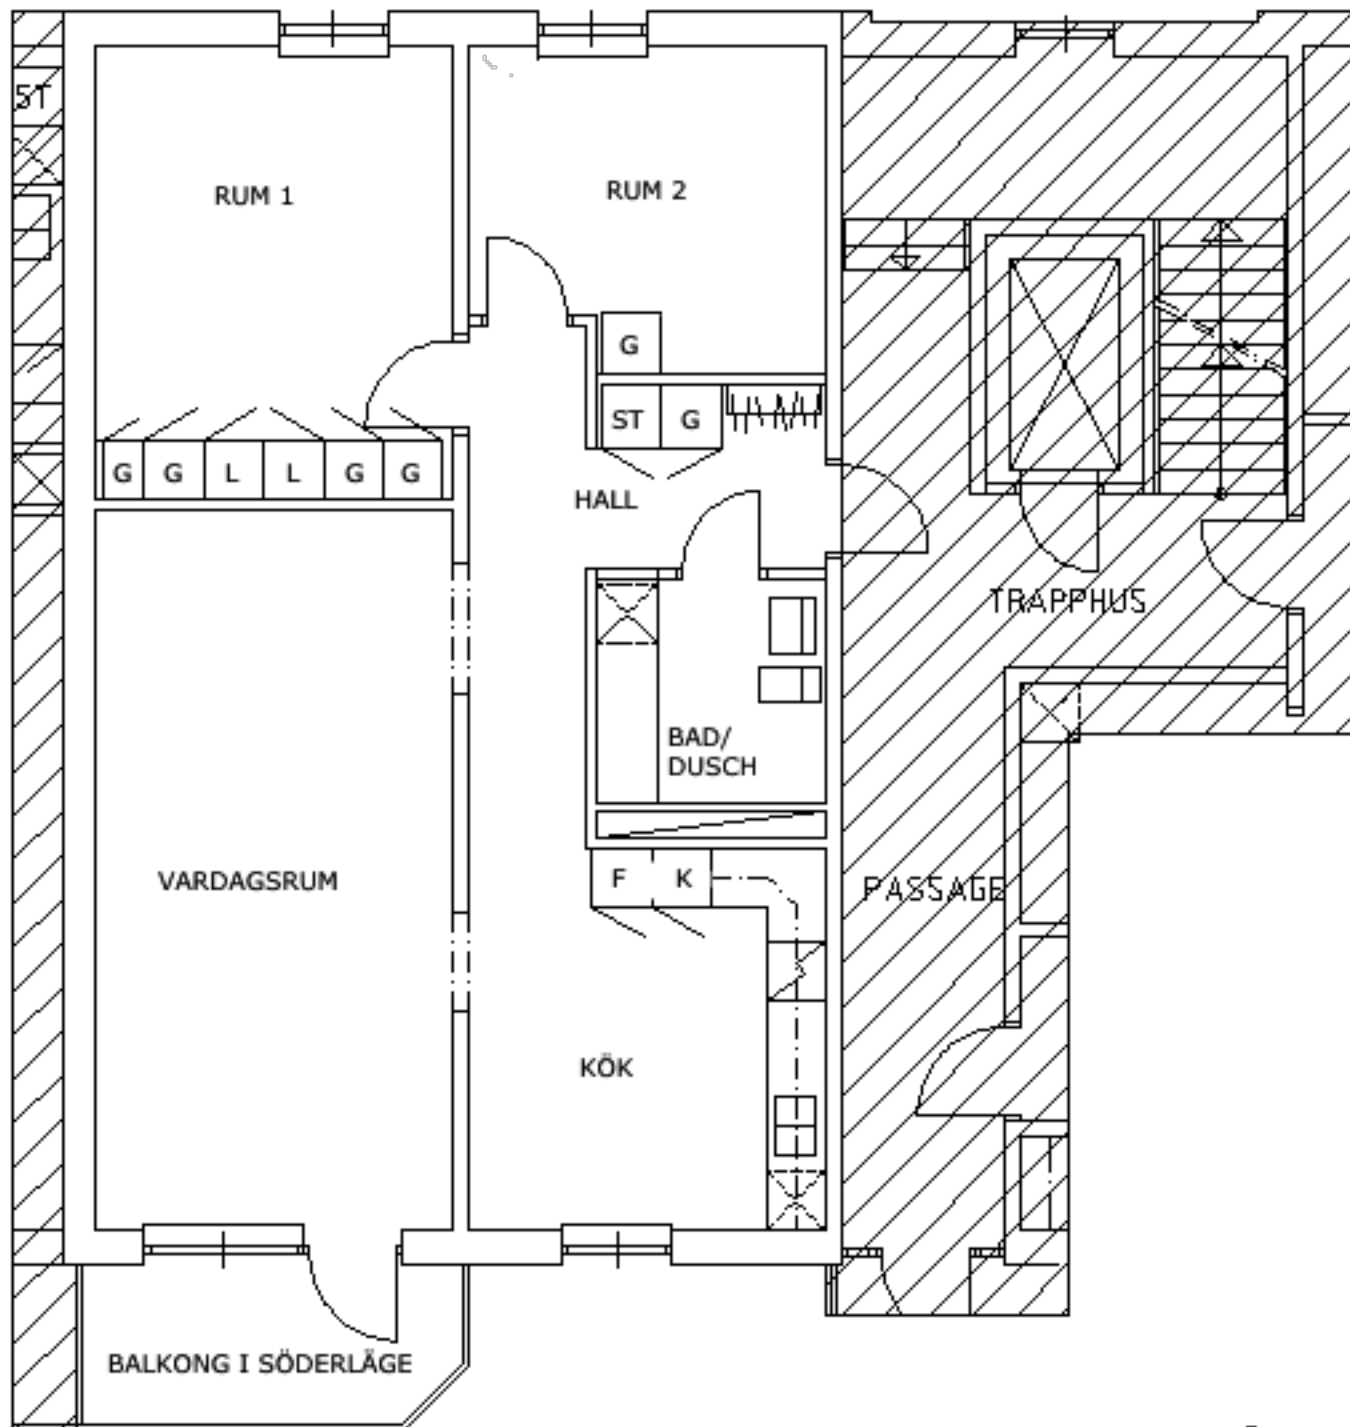 ST
RUM 1
RUM 2
G
ST
G
G
G
L
L
G
G
HALL
TRAPPHUS
BAD/
DUSCH
VARDAGSRUM
F
K
PASSAGE
KÖK
BALKONG I SÖDERLÄGE